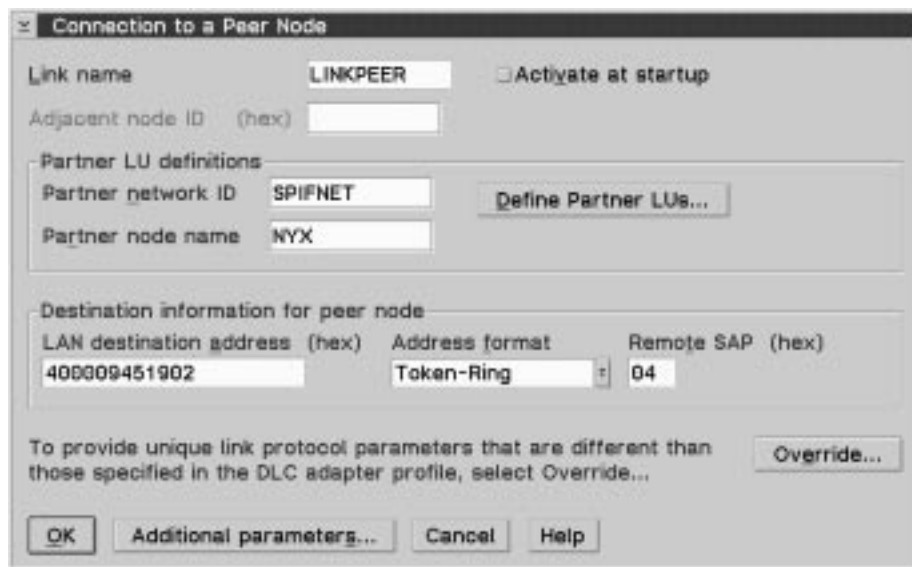 Connection to a Peer Node
Link name LINKPEER Activate at startup
Adjacent node ID (hex)
Partner LU definitions
Partner network ID SPIFNET Define Partner LUs...
Partner node name NYX
Destination information for peer node
LAN destination address (hex) Address format Remote SAP (hex)
400009451902 Token-Ring 04
To provide unique link protocol parameters that are different than
those specified in the DLC adapter profile, select Override... Override...
OK Additional parameters... Cancel Help